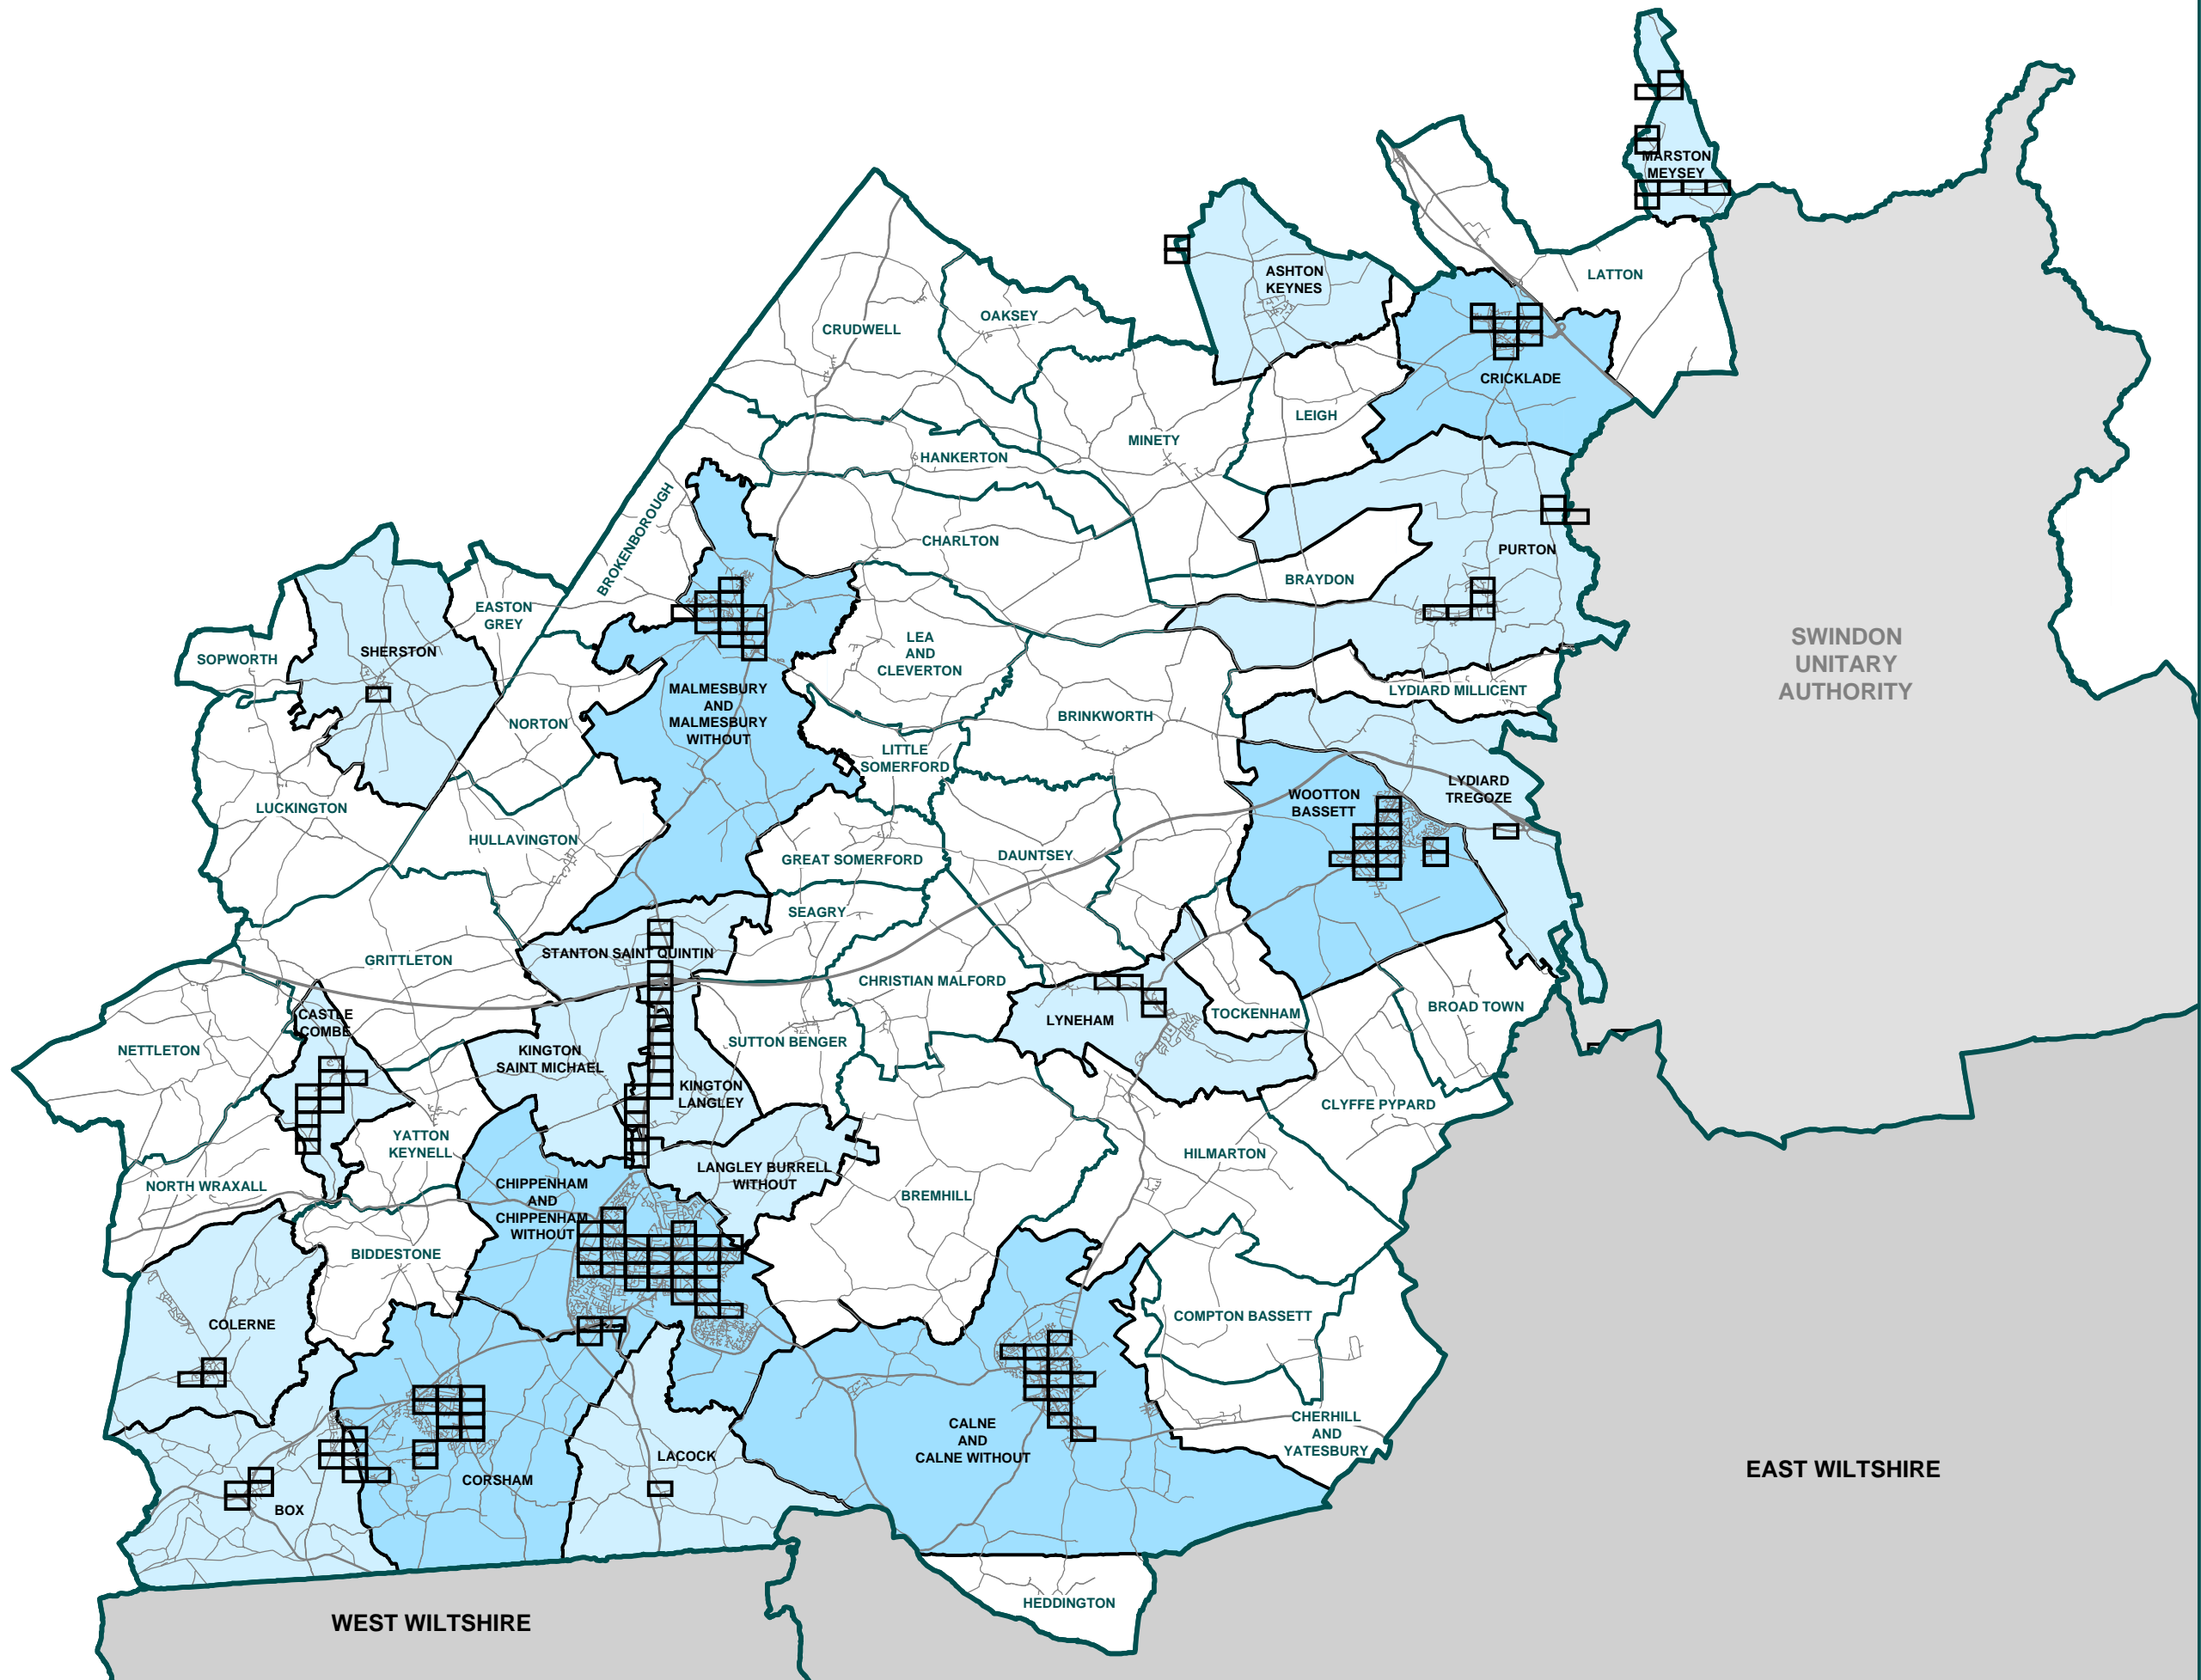 MARSTON
MEYSEY
LATTON
ASHTON
KEYNES
OAKSEY
CRUDWELL
CRICKLADE
LEIGH
MINETY
HANKERTON
BROKENBOROUGH
CHARLTON
PURTON
BRAYDON
EASTON
GREY
SHERSTON
SOPWORTH
LEA
AND
CLEVERTON
SWINDON
UNITARY
AUTHORITY
MALMESBURY
AND
MALMESBURY
WITHOUT
LYDIARD MILLICENT
NORTON
BRINKWORTH
LITTLE
SOMERFORD
LYDIARD
TREGOZE
WOOTTON
BASSETT
LUCKINGTON
HULLAVINGTON
GREAT SOMERFORD
DAUNTSEY
SEAGRY
STANTON SAINT QUINTIN
GRITTLETON
CHRISTIAN MALFORD
BROAD TOWN
TOCKENHAM
LYNEHAM
CASTLE
COMBE
SUTTON BENGER
NETTLETON
KINGTON
SAINT MICHAEL
KINGTON
LANGLEY
CLYFFE PYPARD
YATTON
KEYNELL
HILMARTON
LANGLEY BURRELL
WITHOUT
NORTH WRAXALL
CHIPPENHAM
AND
CHIPPENHAM
WITHOUT
BREMHILL
BIDDESTONE
COMPTON BASSETT
COLERNE
CHERHILL
AND
YATESBURY
CALNE
AND
CALNE WITHOUT
LACOCK
CORSHAM
BOX
EAST WILTSHIRE
HEDDINGTON
WEST WILTSHIRE